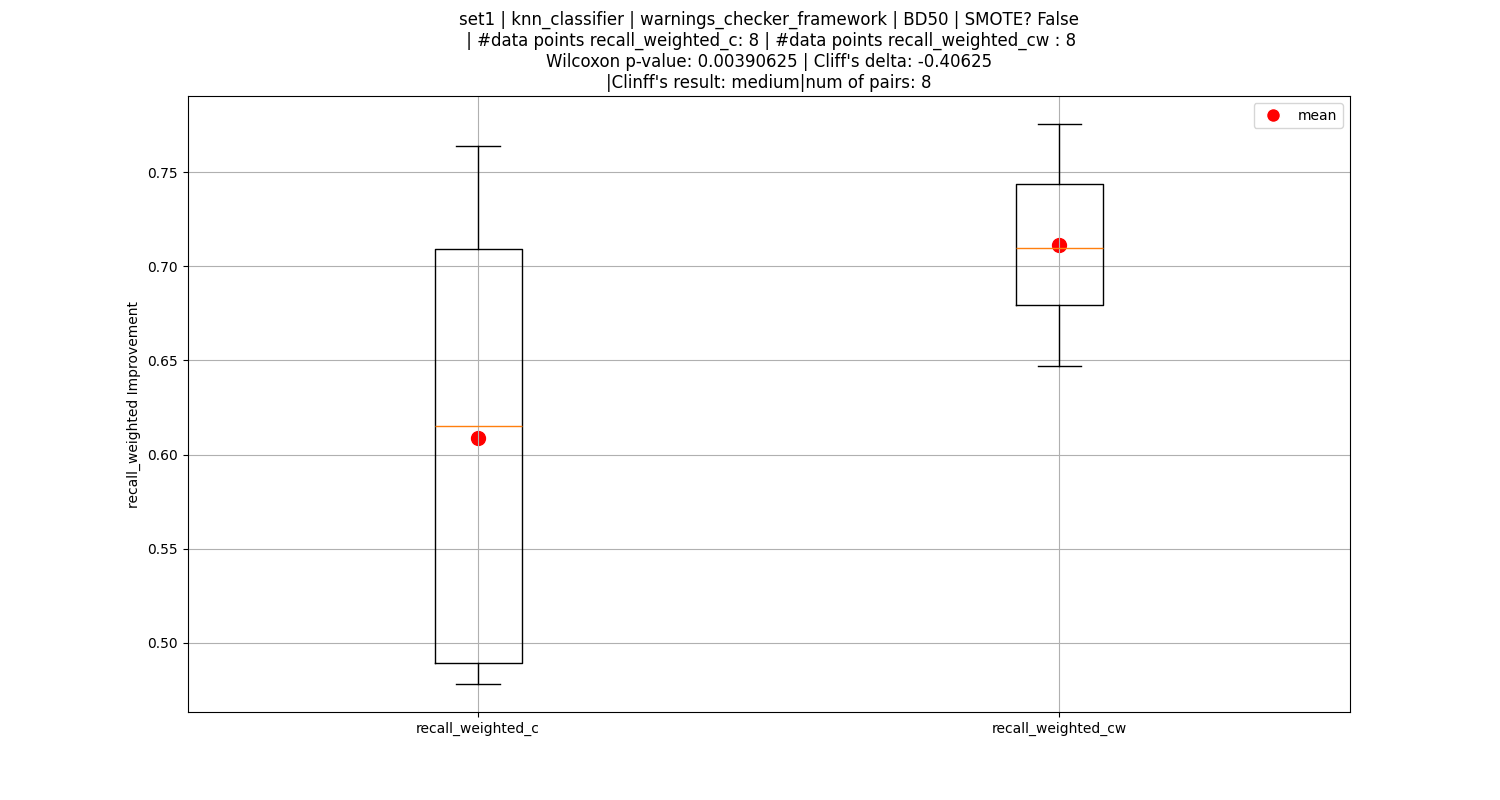 set1 | knn_classifier | warnings_checker_framework | BD50 | SMOTE? False
| #data points recall_weighted_c: 8 | #data points recall_weighted_cw : 8
Wilcoxon p-value: 0.00390625 | Cliff's delta: -0.40625
|Clinff's result: medium|num of pairs: 8
mean
0.75
0.70
0.65
0.60
0.55
0.50
recall_weighted Improvement
recall_weighted_c
recall_weighted_cw